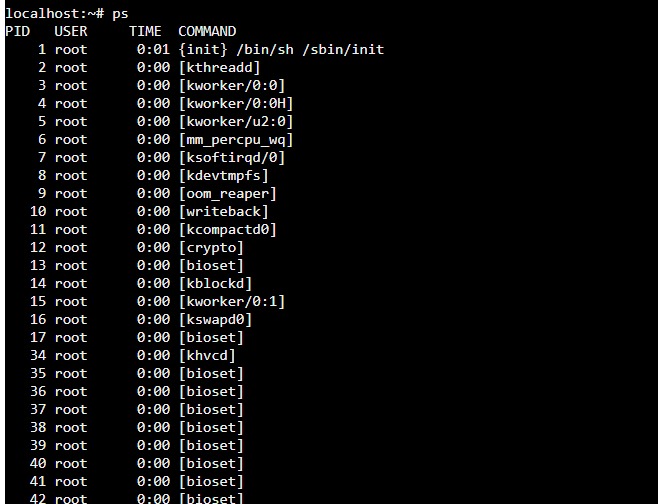 localhost:~# ps
PID   USER     TIME  COMMAND
    1 root      0:01 {init} /bin/sh /sbin/init
    2 root      0:00 [kthreadd]
    3 root      0:00 [kworker/0:0]
    4 root      0:00 [kworker/0:0H]
    5 root      0:00 [kworker/u2:0]
    6 root      0:00 [mm_percpu_wq]
    7 root      0:00 [ksoftirqd/0]
    8 root      0:00 [kdevtmpfs]
    9 root      0:00 [oom_reaper]
   10 root      0:00 [writeback]
   11 root      0:00 [kcompactd0]
   12 root      0:00 [crypto]
   13 root      0:00 [bioset]
   14 root      0:00 [kblockd]
   15 root      0:00 [kworker/0:1]
   16 root      0:00 [kswapd0]
   17 root      0:00 [bioset]
   34 root      0:00 [khvcd]
   35 root      0:00 [bioset]
   36 root      0:00 [bioset]
   37 root      0:00 [bioset]
   38 root      0:00 [bioset]
   39 root      0:00 [bioset]
   40 root      0:00 [bioset]
   41 root      0:00 [bioset]
   42 root      0:00 [bioset]